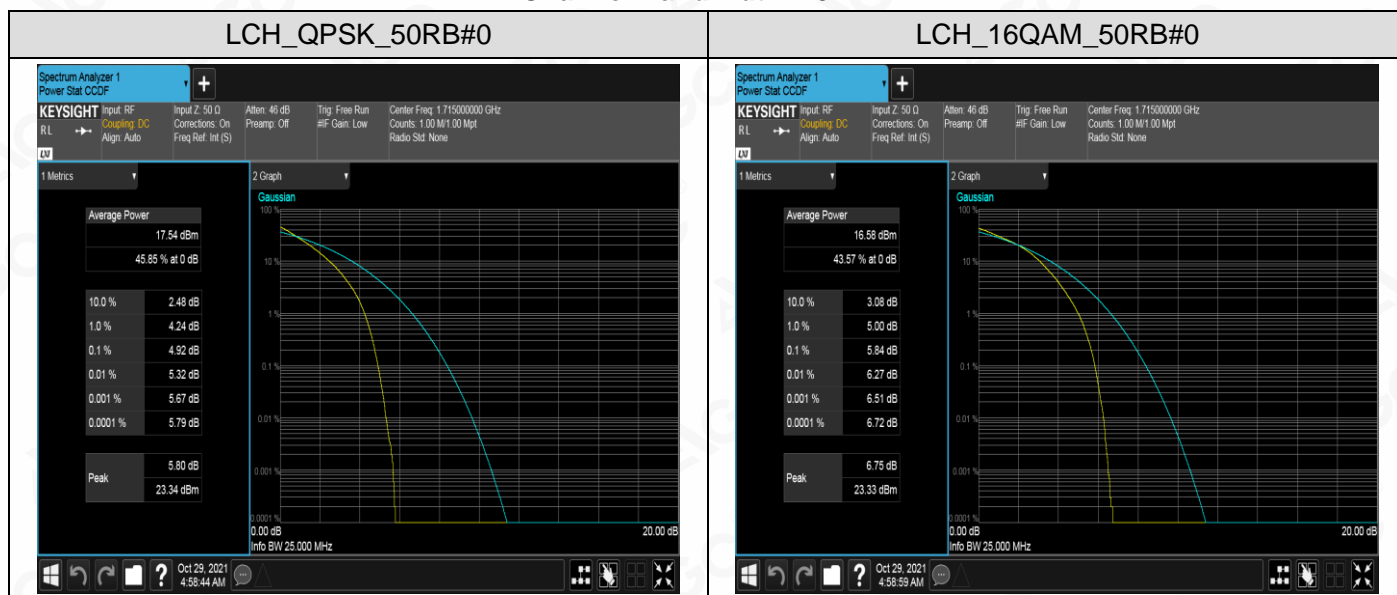 LCH_QPSK_50RB#0
LCH_16QAM_50RB#0
Spectrum Analyzer 1
Power Stat CCDF
+
KEYSIGHT
RL
LXI
Input: RF
Coupling: DC
Align: Auto
Input Z: 50 Ω
Corrections: On
Freq Ref: Int (S)
Atten: 46 dB
Preamp: Off
Trig: Free Run
#IF Gain: Low
Center Freq: 1.715000000 GHz
Counts: 1.00 M/1.00 Mpt
Radio Std: None
1 Metrics
Average Power
17.54 dBm
45.85 % at 0 dB
10.0 % 2.48 dB
1.0 % 4.24 dB
0.1 % 4.92 dB
0.01 % 5.32 dB
0.001 % 5.67 dB
0.0001 % 5.79 dB
Peak
5.80 dB
23.34 dBm
2 Graph
Gaussian
100 %
10 %
1 %
0.1 %
0.01 %
0.001 %
0.0001 %
0.00 dB 20.00 dB
Info BW 25.000 MHz
?
Oct 29, 2021
4:58:44 AM
Spectrum Analyzer 1
Power Stat CCDF
+
KEYSIGHT
RL
LXI
Input: RF
Coupling: DC
Align: Auto
Input Z: 50 Ω
Corrections: On
Freq Ref: Int (S)
Atten: 46 dB
Preamp: Off
Trig: Free Run
#IF Gain: Low
Center Freq: 1.715000000 GHz
Counts: 1.00 M/1.00 Mpt
Radio Std: None
1 Metrics
Average Power
16.58 dBm
43.57 % at 0 dB
10.0 % 3.08 dB
1.0 % 5.00 dB
0.1 % 5.84 dB
0.01 % 6.27 dB
0.001 % 6.51 dB
0.0001 % 6.72 dB
Peak
6.75 dB
23.33 dBm
2 Graph
Gaussian
100 %
10 %
1 %
0.1 %
0.01 %
0.001 %
0.0001 %
0.00 dB 20.00 dB
Info BW 25.000 MHz
?
Oct 29, 2021
4:58:59 AM